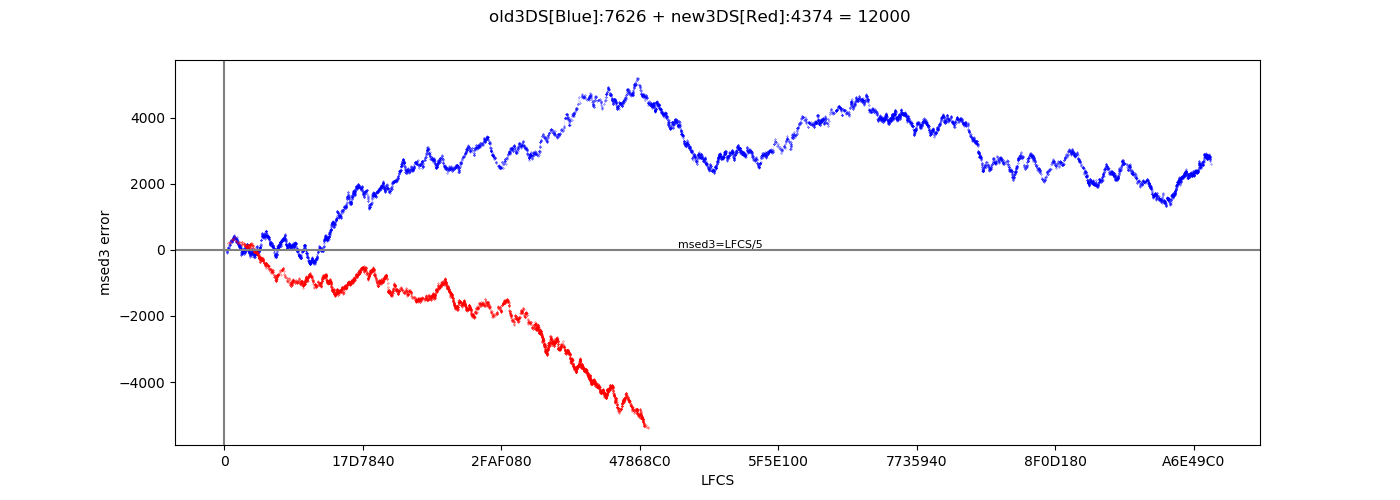 old3DS[Blue]:7626 + new3DS[Red]:4374 = 12000
4000
2000
0
−2000
−4000
msed3 error
msed3=LFCS/5
0 17D7840 2FAF080 47868C0 5F5E100 7735940 8F0D180 A6E49C0
LFCS